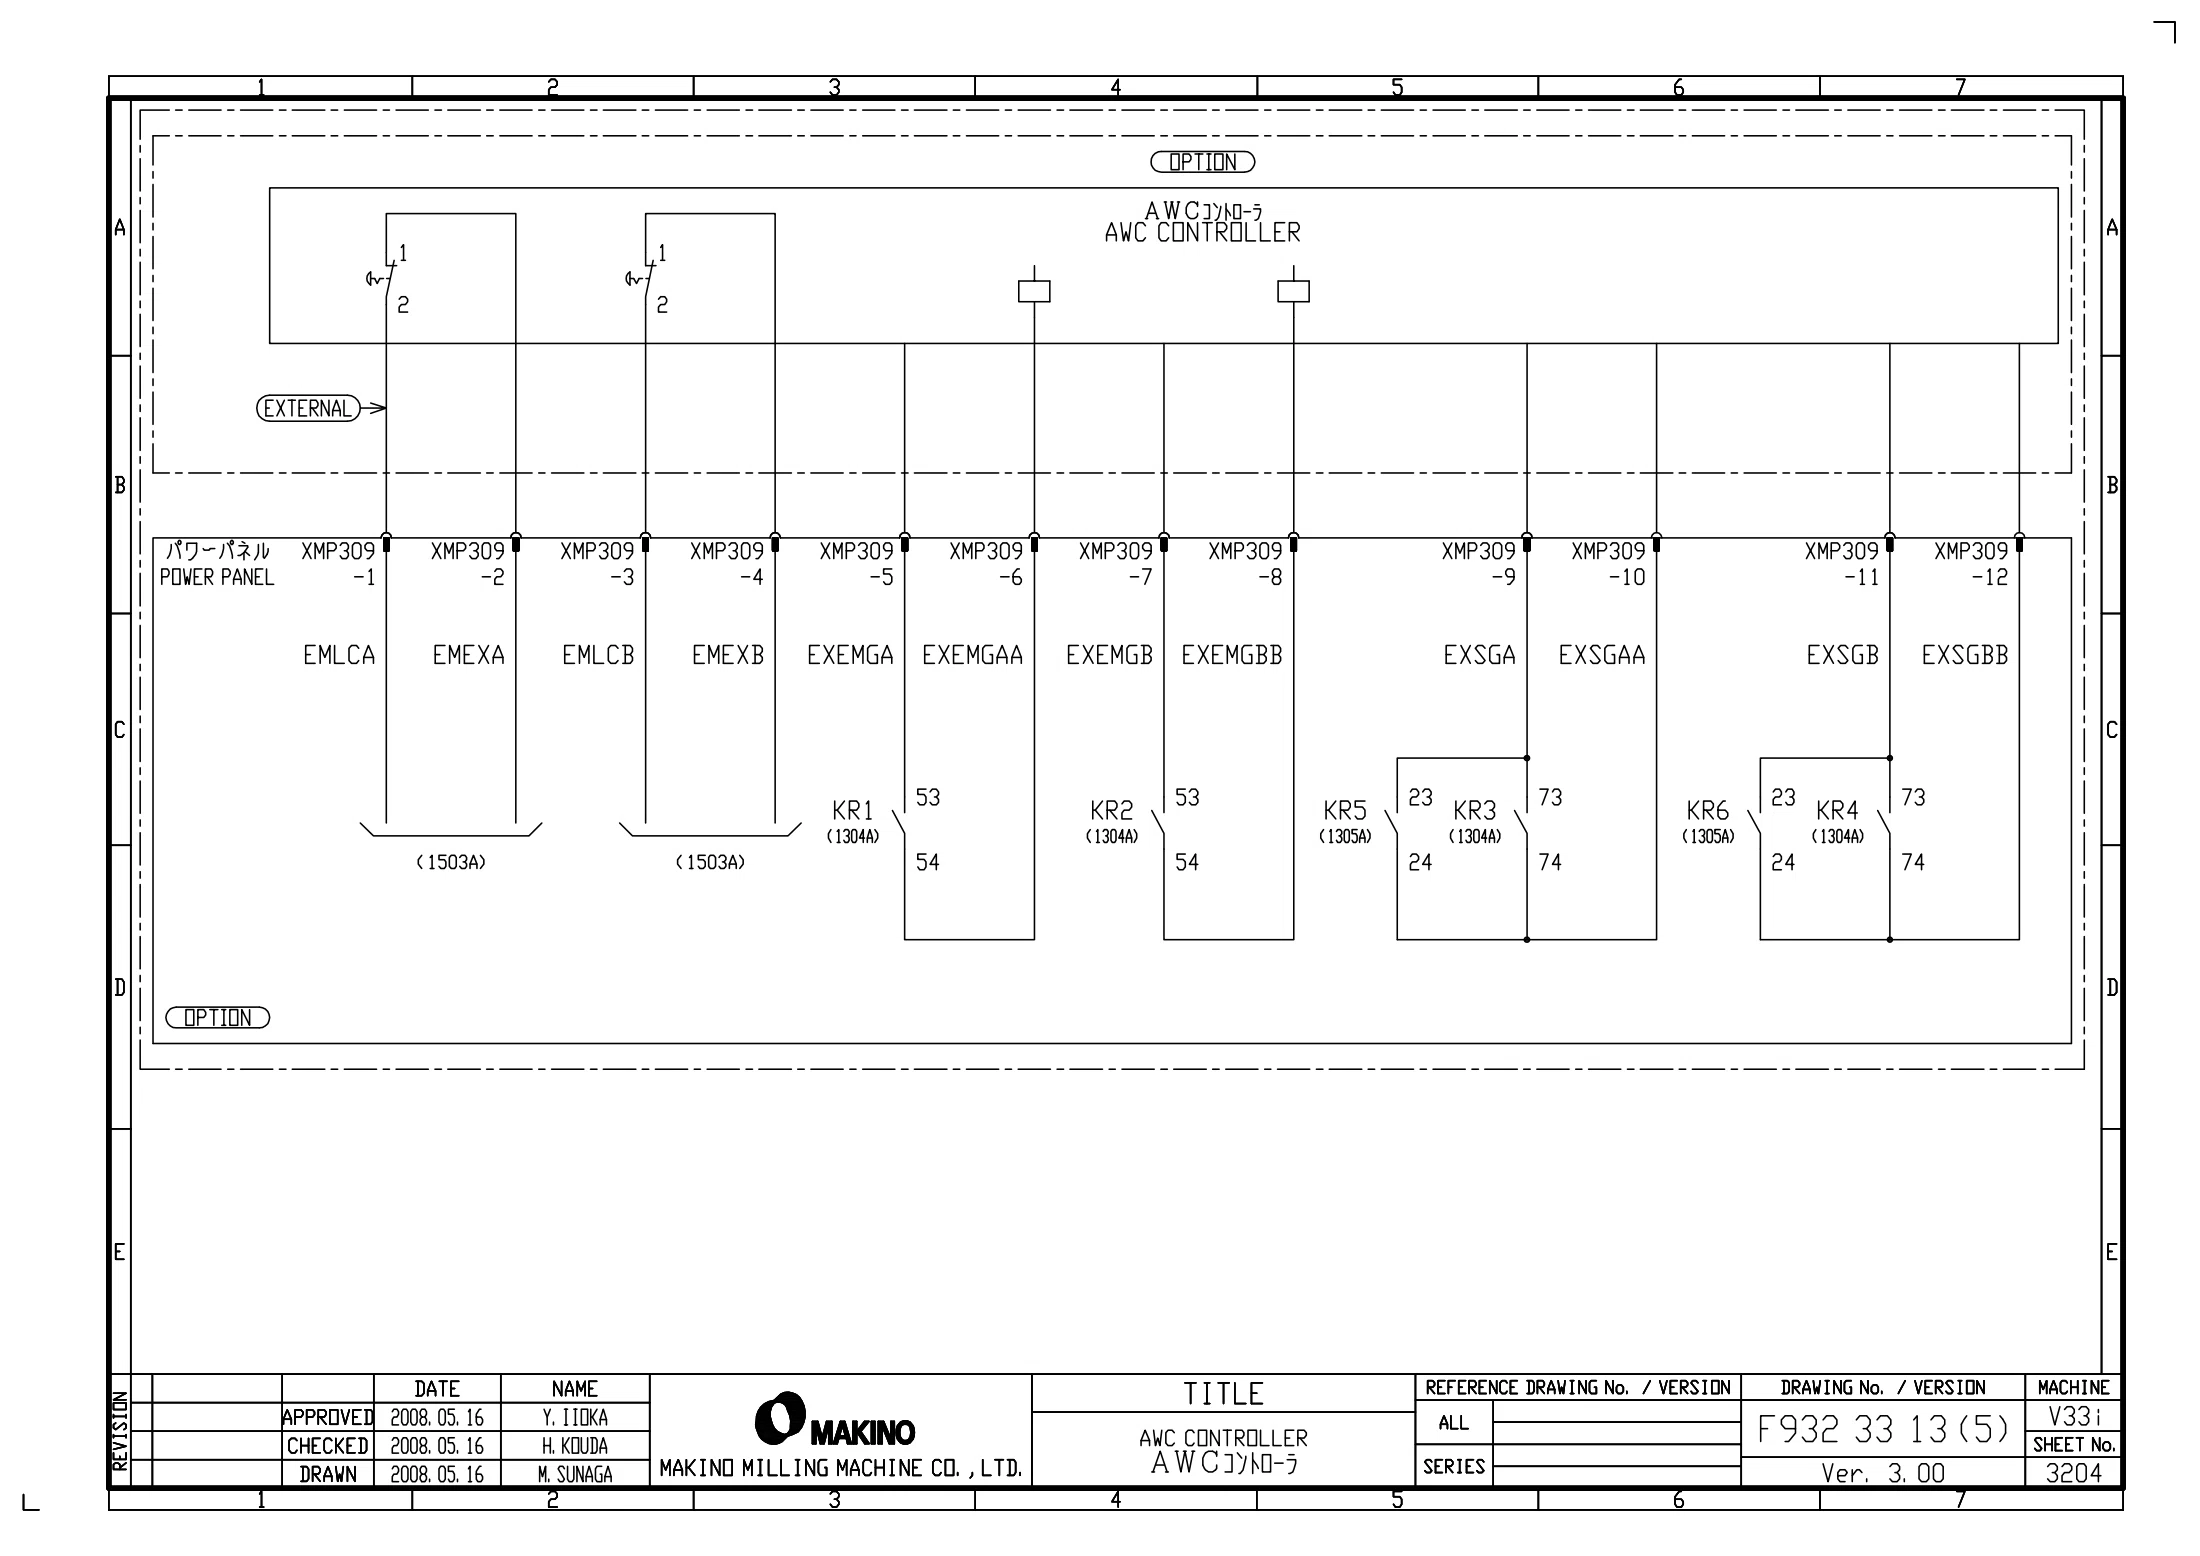 1 2 3 4 5 6 7
OPTION
AWCコントローラ
AWC CONTROLLER
A A
1 1
2 2
EXTERNAL
B B
パワーパネル XMP309 XMP309 XMP309 XMP309 XMP309 XMP309 XMP309 XMP309 XMP309 XMP309 XMP309 XMP309
POWER PANEL -1 -2 -3 -4 -5 -6 -7 -8 -9 -10 -11 -12
EMLCA EMEXA EMLCB EMEXB EXEMGA EXEMGAA EXEMGB EXEMGBB EXSGA EXSGAA EXSGB EXSGBB
C C
53 53 23 73 23 73
KR1 KR2 KR5 KR3 KR6 KR4
(1304A) (1304A) (1305A) (1304A) (1305A) (1304A)
(1503A) (1503A) 54 54 24 74 24 74
D D
OPTION
E E
REVISION
DATE NAME
APPROVED 2008.05.16 Y. IIOKA
CHECKED 2008.05.16 H. KOUDA
DRAWN 2008.05.16 M. SUNAGA
MAKINO
MAKINO MILLING MACHINE CO.,LTD.
TITLE
AWC CONTROLLER
AWCコントローラ
REFERENCE DRAWING No. / VERSION
ALL
SERIES
DRAWING No. / VERSION
F932 33 13(5)
Ver. 3.00
MACHINE
V33i
SHEET No.
3204
1 2 3 4 5 6 7